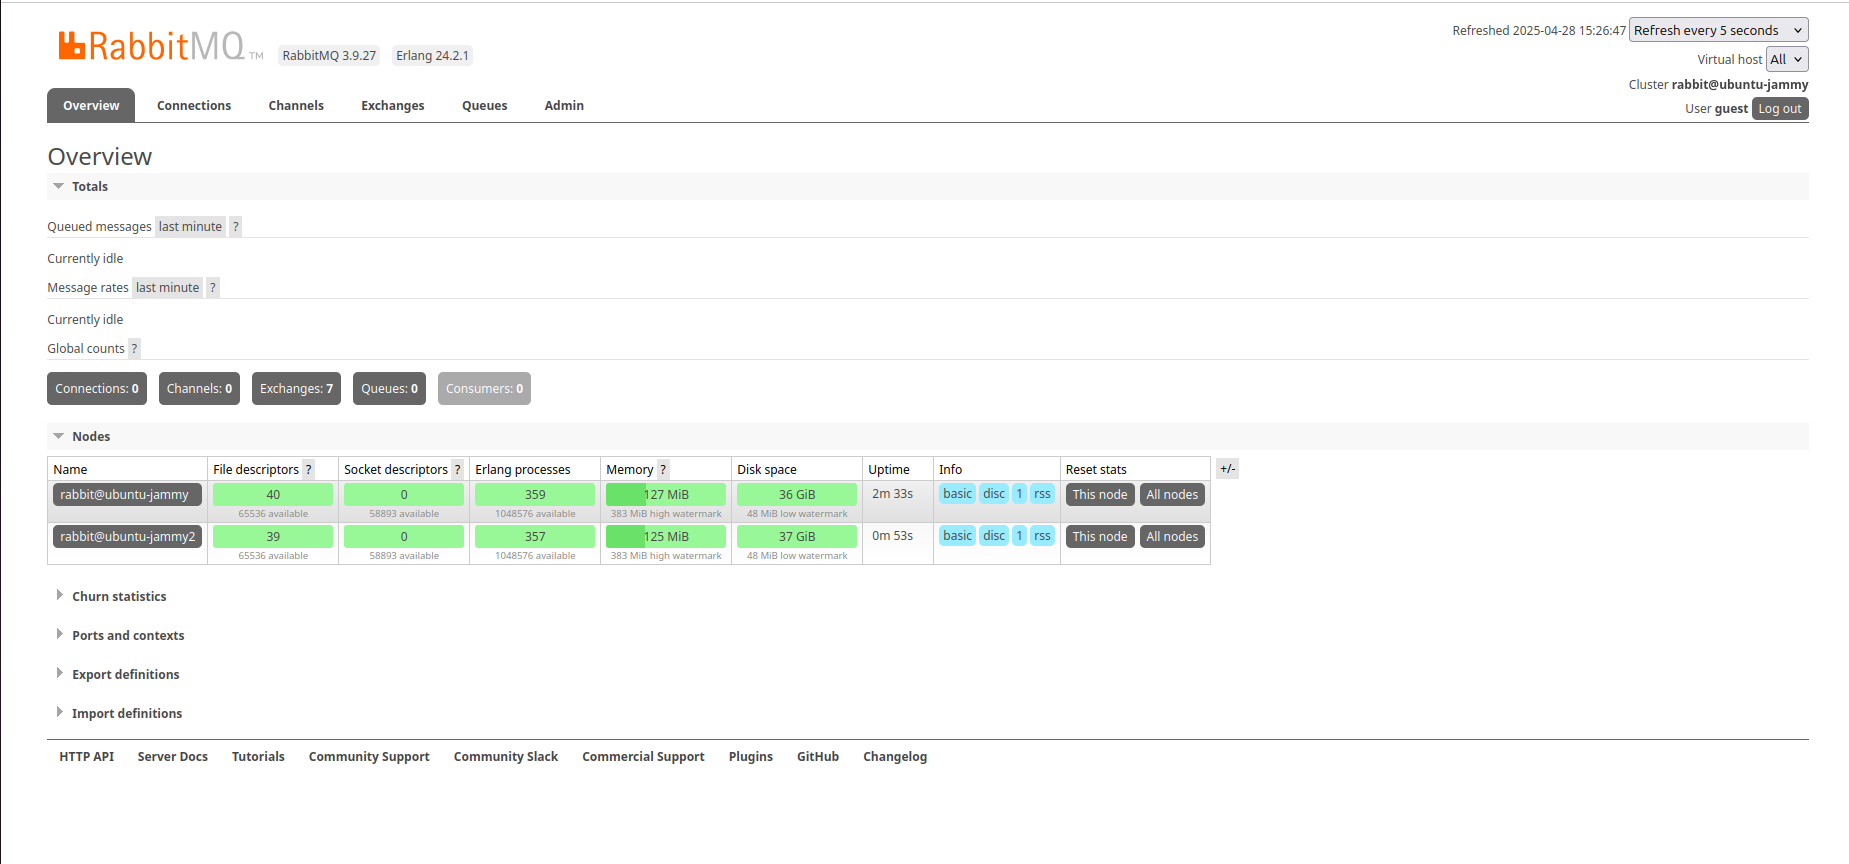 RabbitMQ TM RabbitMQ 3.9.27 Erlang 24.2.1
Refreshed 2025-04-28 15:26:47 Refresh every 5 seconds
Virtual host All
Cluster rabbit@ubuntu-jammy
User guest Log out
Overview Connections Channels Exchanges Queues Admin
Overview
Totals
Queued messages last minute ?
Currently idle
Message rates last minute ?
Currently idle
Global counts ?
Connections: 0 Channels: 0 Exchanges: 7 Queues: 0 Consumers: 0
Nodes
Name File descriptors ? Socket descriptors ? Erlang processes Memory ? Disk space Uptime Info Reset stats +/-
rabbit@ubuntu-jammy 40 0 359 127 MiB 36 GiB 2m 33s basic disc 1 rss This node All nodes
65536 available 58893 available 1048576 available 383 MiB high watermark 48 MiB low watermark
rabbit@ubuntu-jammy2 39 0 357 125 MiB 37 GiB 0m 53s basic disc 1 rss This node All nodes
65536 available 58893 available 1048576 available 383 MiB high watermark 48 MiB low watermark
Churn statistics
Ports and contexts
Export definitions
Import definitions
HTTP API Server Docs Tutorials Community Support Community Slack Commercial Support Plugins GitHub Changelog